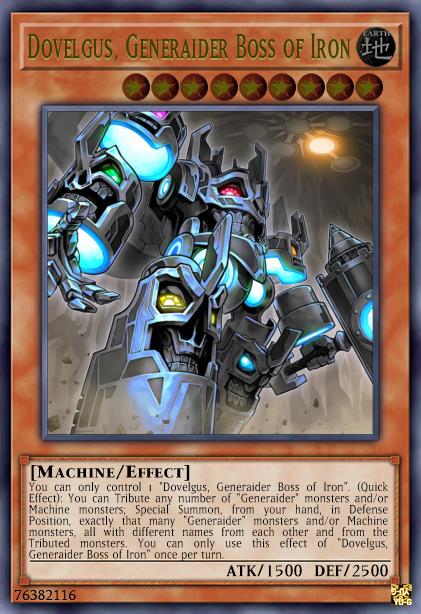 Dovelgus, Generaider Boss of Iron
EARTH
地
[Machine/Effect]
You can only control 1 "Dovelgus, Generaider Boss of Iron". (Quick
Effect): You can Tribute any number of "Generaider" monsters and/or
Machine monsters; Special Summon, from your hand, in Defense
Position, exactly that many "Generaider" monsters and/or Machine
monsters, all with different names from each other and from the
Tributed monsters. You can only use this effect of "Dovelgus,
Generaider Boss of Iron" once per turn.
ATK/1500 DEF/2500
76382116